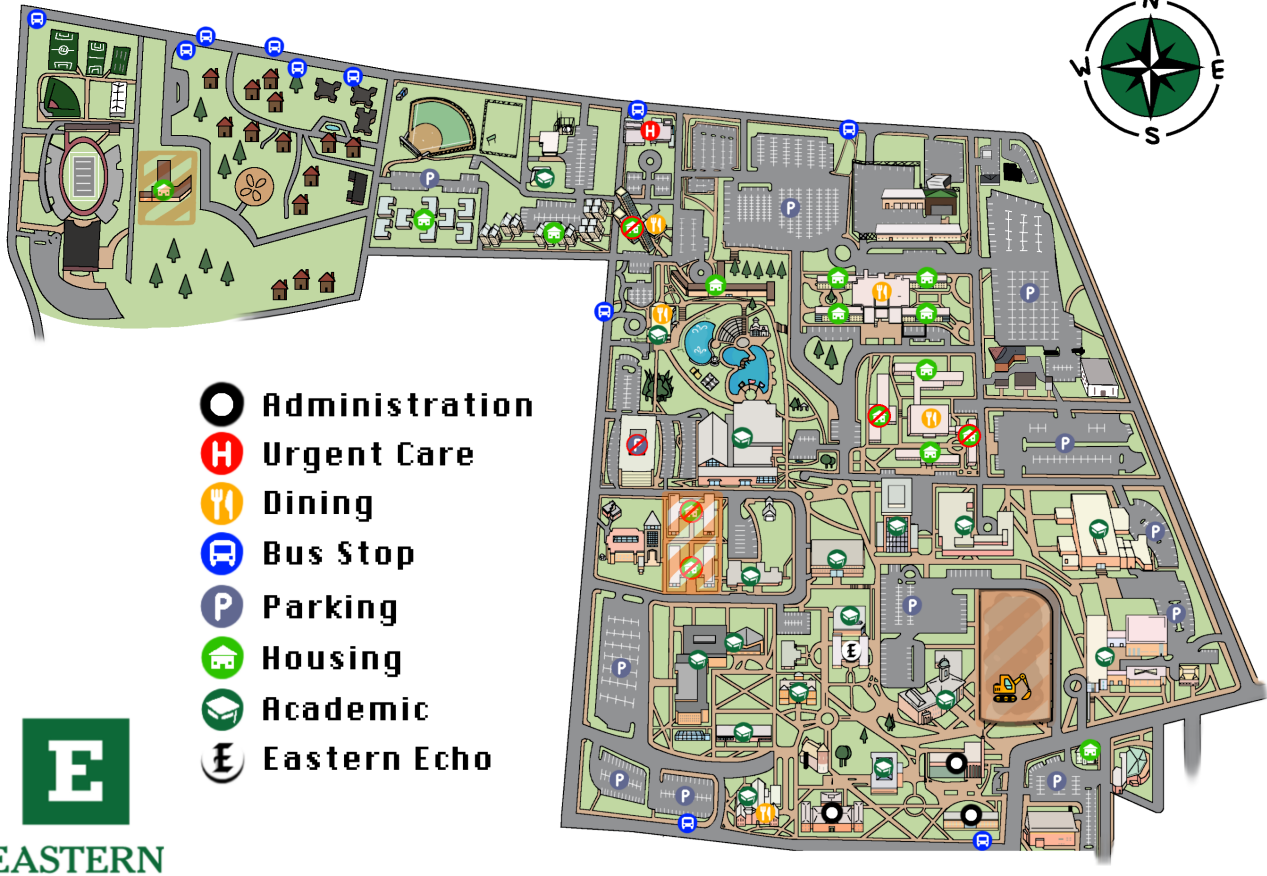 N
W
E
S
Administration
H Urgent Care
Dining
Bus Stop
P Parking
Housing
Academic
E Eastern Echo
E
EASTERN
H
P
P
P
P
P
P
P
P
P
E
P
P
P
P